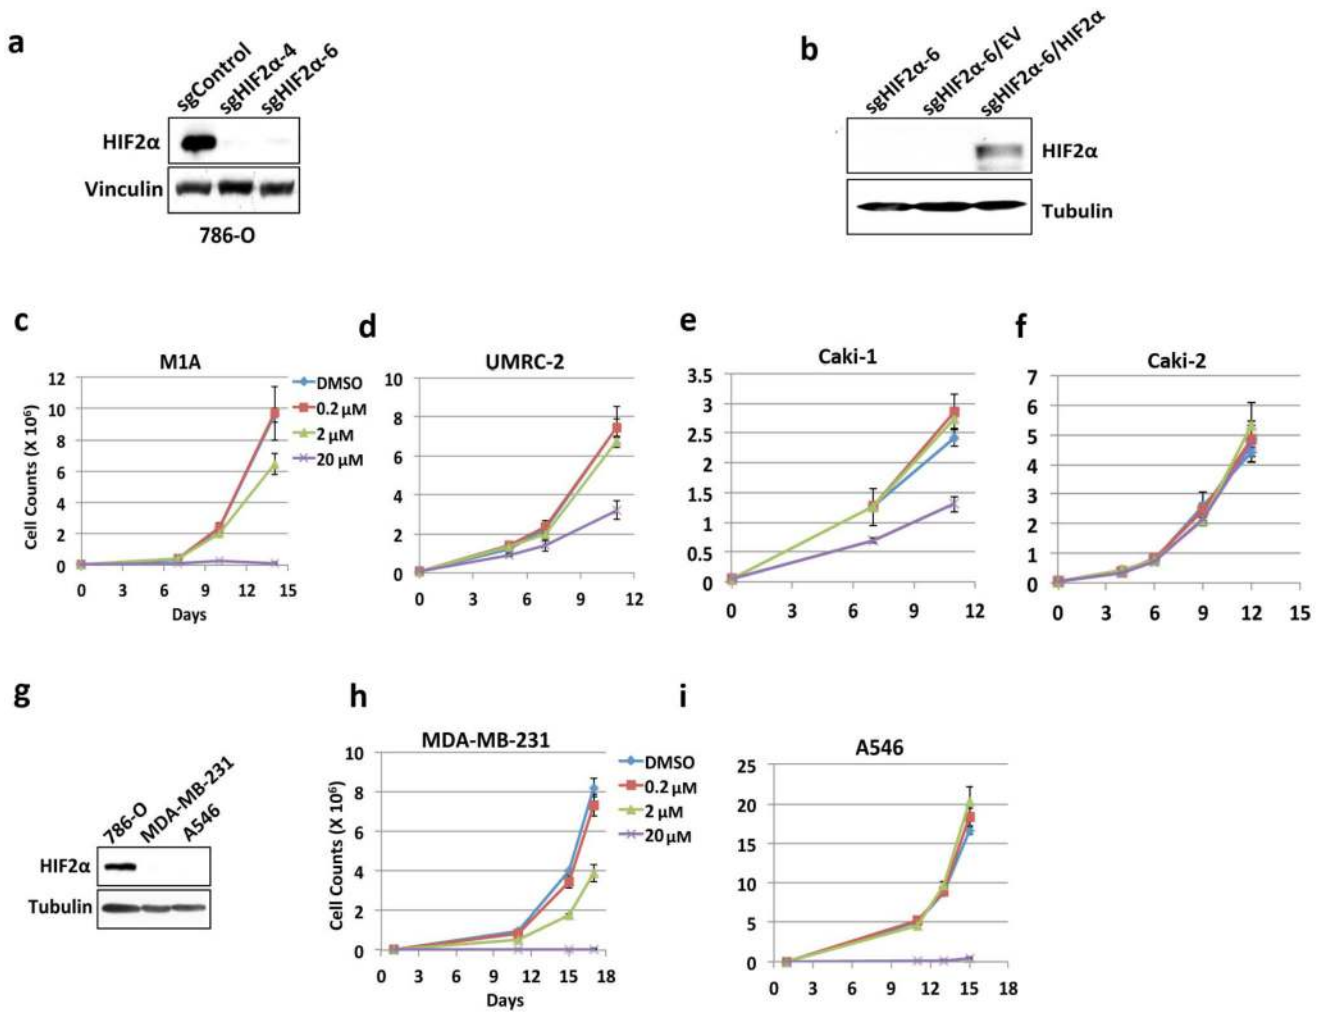 a
sgControl
sgHIF2α-4
sgHIF2α-6
HIF2α
Vinculin
786-O
b
sgHIF2α-6
sgHIF2α-6/EV
sgHIF2α-6/HIF2α
HIF2α
Tubulin
c
M1A
12
10
8
6
4
2
0
Cell Counts (X 10⁶)
0 3 6 9 12 15
Days
DMSO
0.2 µM
2 µM
20 µM
d
UMRC-2
10
8
6
4
2
0
0 3 6 9 12
e
Caki-1
3.5
3
2.5
2
1.5
1
0.5
0
0 3 6 9 12
f
Caki-2
7
6
5
4
3
2
1
0
0 3 6 9 12 15
g
786-O
MDA-MB-231
A546
HIF2α
Tubulin
h
MDA-MB-231
10
8
6
4
2
0
Cell Counts (X 10⁶)
0 3 6 9 12 15 18
Days
DMSO
0.2 µM
2 µM
20 µM
i
A546
25
20
15
10
5
0
0 3 6 9 12 15 18